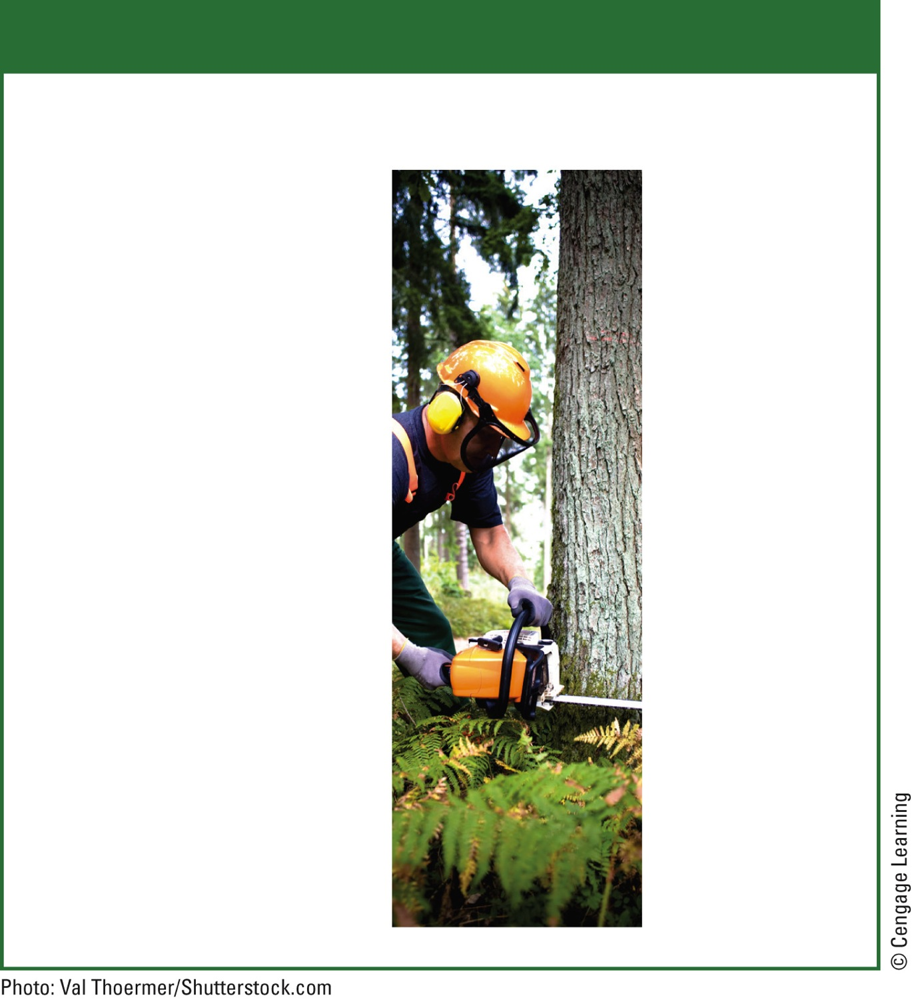 © Cengage Learning
Photo: Val Thoermer/Shutterstock.com